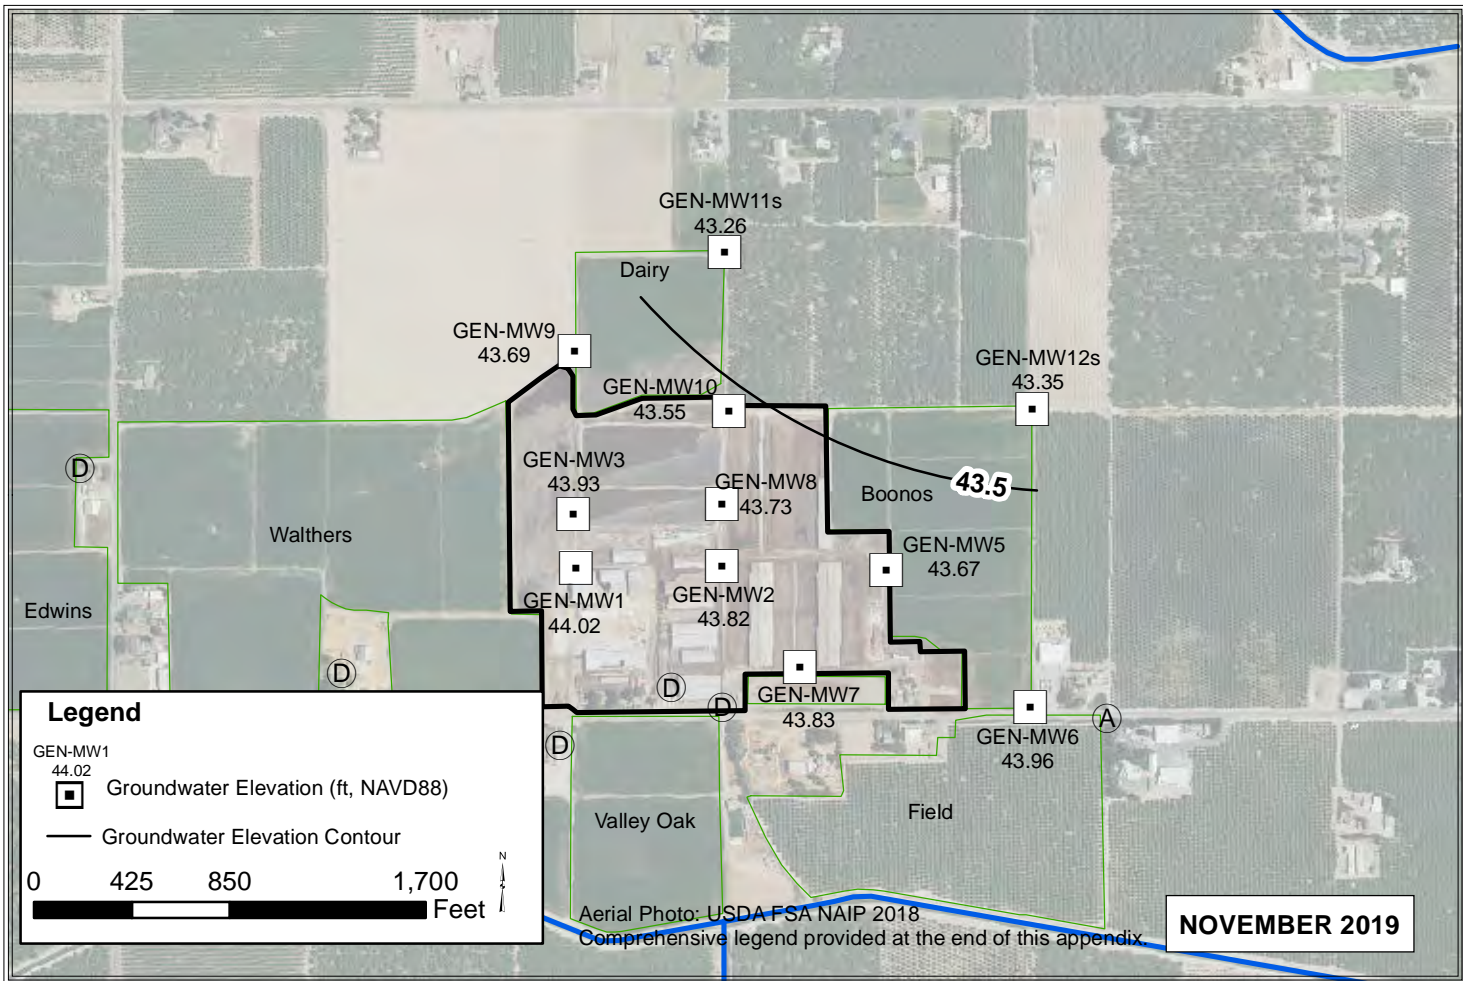 GEN-MW11s
43.26
Dairy
GEN-MW9
43.69
GEN-MW12s
43.35
GEN-MW10
43.55
GEN-MW3
43.93
GEN-MW8
43.73
43.5
Boonos
D
Walthers
GEN-MW5
43.67
GEN-MW1
44.02
GEN-MW2
43.82
Edwins
D
D
D
GEN-MW7
43.83
A
GEN-MW6
43.96
D
Valley Oak
Field
Legend
GEN-MW1
44.02
Groundwater Elevation (ft, NAVD88)
Groundwater Elevation Contour
N
S
0 425 850 1,700
Feet
Aerial Photo: USDA FSA NAIP 2018
Comprehensive legend provided at the end of this appendix.
NOVEMBER 2019